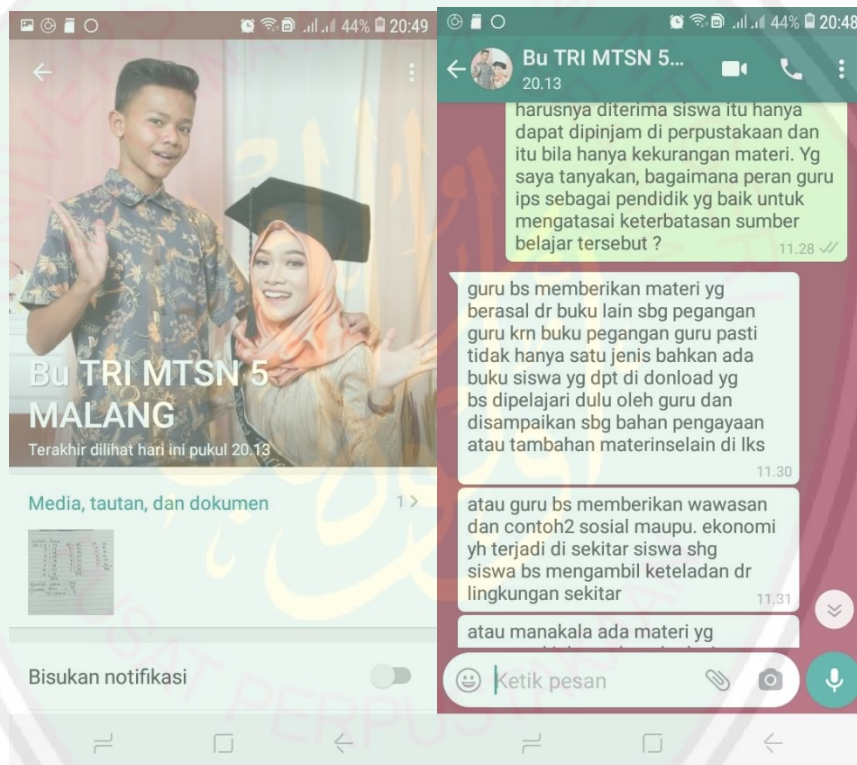 44% 20:49
Bu TRI MTSN 5
MALANG
Terakhir dilihat hari ini pukul 20.13
Media, tautan, dan dokumen
1 >
Bisukan notifikasi
44% 20:48
Bu TRI MTSN 5...
20.13
harusnya diterima siswa itu hanya
dapat dipinjam di perpustakaan dan
itu bila hanya kekurangan materi. Yg
saya tanyakan, bagaimana peran guru
ips sebagai pendidik yg baik untuk
mengatasai keterbatasan sumber
belajar tersebut ?
11.28
guru bs memberikan materi yg
berasal dr buku lain sbg pegangan
guru krn buku pegangan guru pasti
tidak hanya satu jenis bahkan ada
buku siswa yg dpt di donload yg
bs dipelajari dulu oleh guru dan
disampaikan sbg bahan pengayaan
atau tambahan materinselain di lks
11.30
atau guru bs memberikan wawasan
dan contoh2 sosial maupu. ekonomi
yh terjadi di sekitar siswa shg
siswa bs mengambil keteladan dr
lingkungan sekitar
11.31
atau manakala ada materi yg
Ketik pesan
PUSAT PERPUSTAKAAN